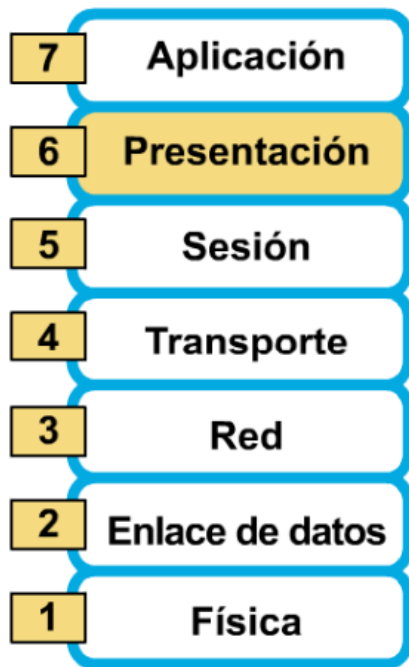 7 Aplicación
6 Presentación
5 Sesión
4 Transporte
3 Red
2 Enlace de datos
1 Física